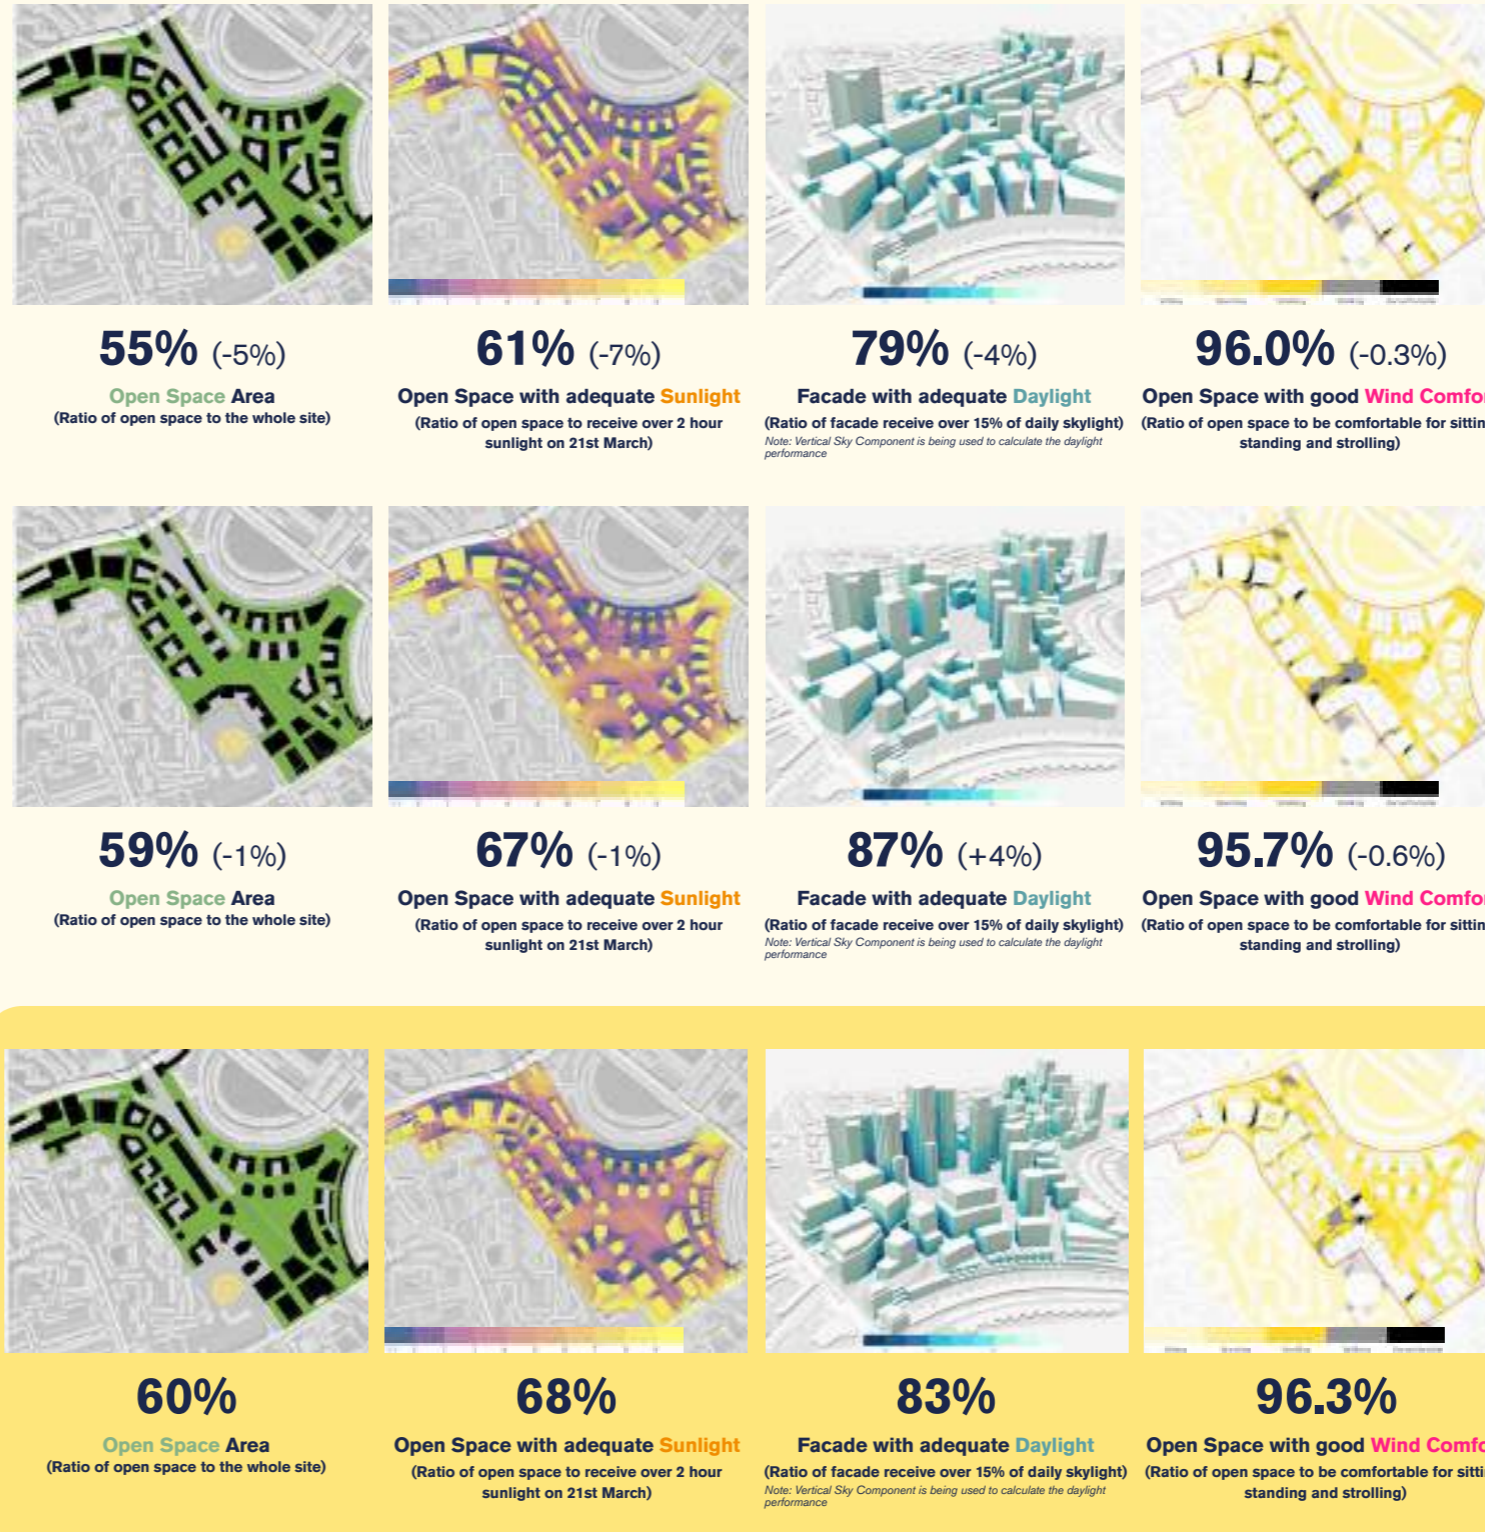 55% (-5%)
Open Space Area
(Ratio of open space to the whole site)
61% (-7%)
Open Space with adequate Sunlight
(Ratio of open space to receive over 2 hour
sunlight on 21st March)
79% (-4%)
Facade with adequate Daylight
(Ratio of facade receive over 15% of daily skylight)
Note: Vertical Sky Component is being used to calculate the daylight
performance
96.0% (-0.3%)
Open Space with good Wind Comfor
(Ratio of open space to be comfortable for sittin
standing and strolling)
59% (-1%)
Open Space Area
(Ratio of open space to the whole site)
67% (-1%)
Open Space with adequate Sunlight
(Ratio of open space to receive over 2 hour
sunlight on 21st March)
87% (+4%)
Facade with adequate Daylight
(Ratio of facade receive over 15% of daily skylight)
Note: Vertical Sky Component is being used to calculate the daylight
performance
95.7% (-0.6%)
Open Space with good Wind Comfor
(Ratio of open space to be comfortable for sittin
standing and strolling)
60%
Open Space Area
(Ratio of open space to the whole site)
68%
Open Space with adequate Sunlight
(Ratio of open space to receive over 2 hour
sunlight on 21st March)
83%
Facade with adequate Daylight
(Ratio of facade receive over 15% of daily skylight)
Note: Vertical Sky Component is being used to calculate the daylight
performance
96.3%
Open Space with good Wind Comfo
(Ratio of open space to be comfortable for sitti
standing and strolling)